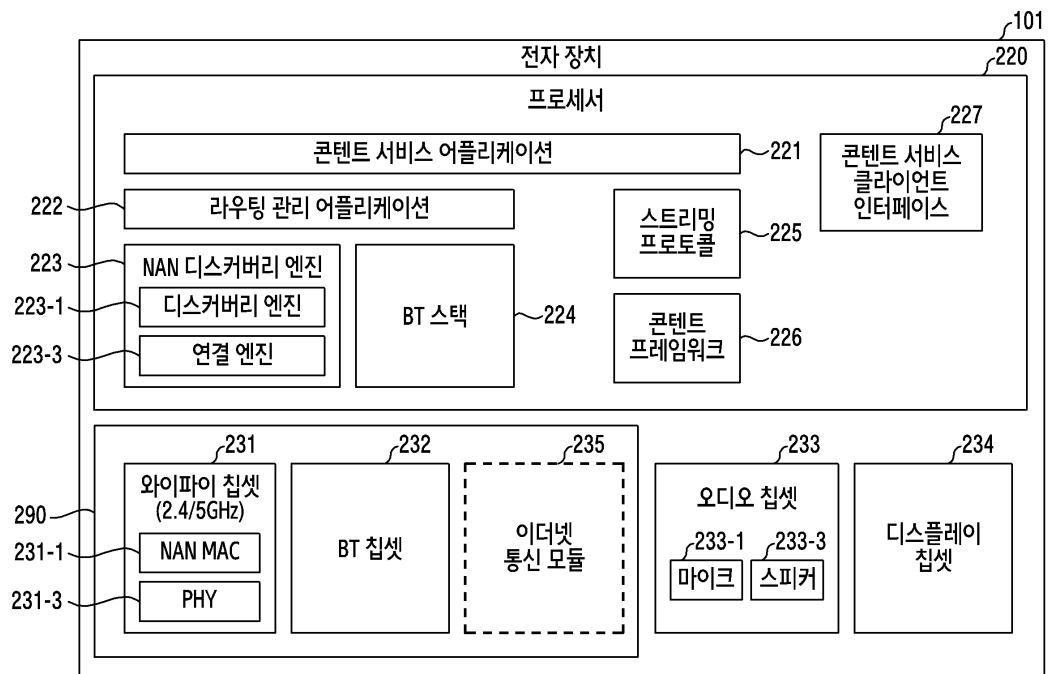 101
전자 장치
220
프로세서
227
콘텐트 서비스 어플리케이션
221
콘텐트 서비스
클라이언트
인터페이스
222
라우팅 관리 어플리케이션
스트리밍
프로토콜
225
223
NAN 디스커버리 엔진
223-1
디스커버리 엔진
BT 스택
224
콘텐트
프레임워크
226
223-3
연결 엔진
231
232
235
233
234
290
와이파이 칩셋
(2.4/5GHz)
231-1
NAN MAC
231-3
PHY
BT 칩셋
이더넷
통신 모듈
오디오 칩셋
233-1
233-3
마이크
스피커
디스플레이
칩셋